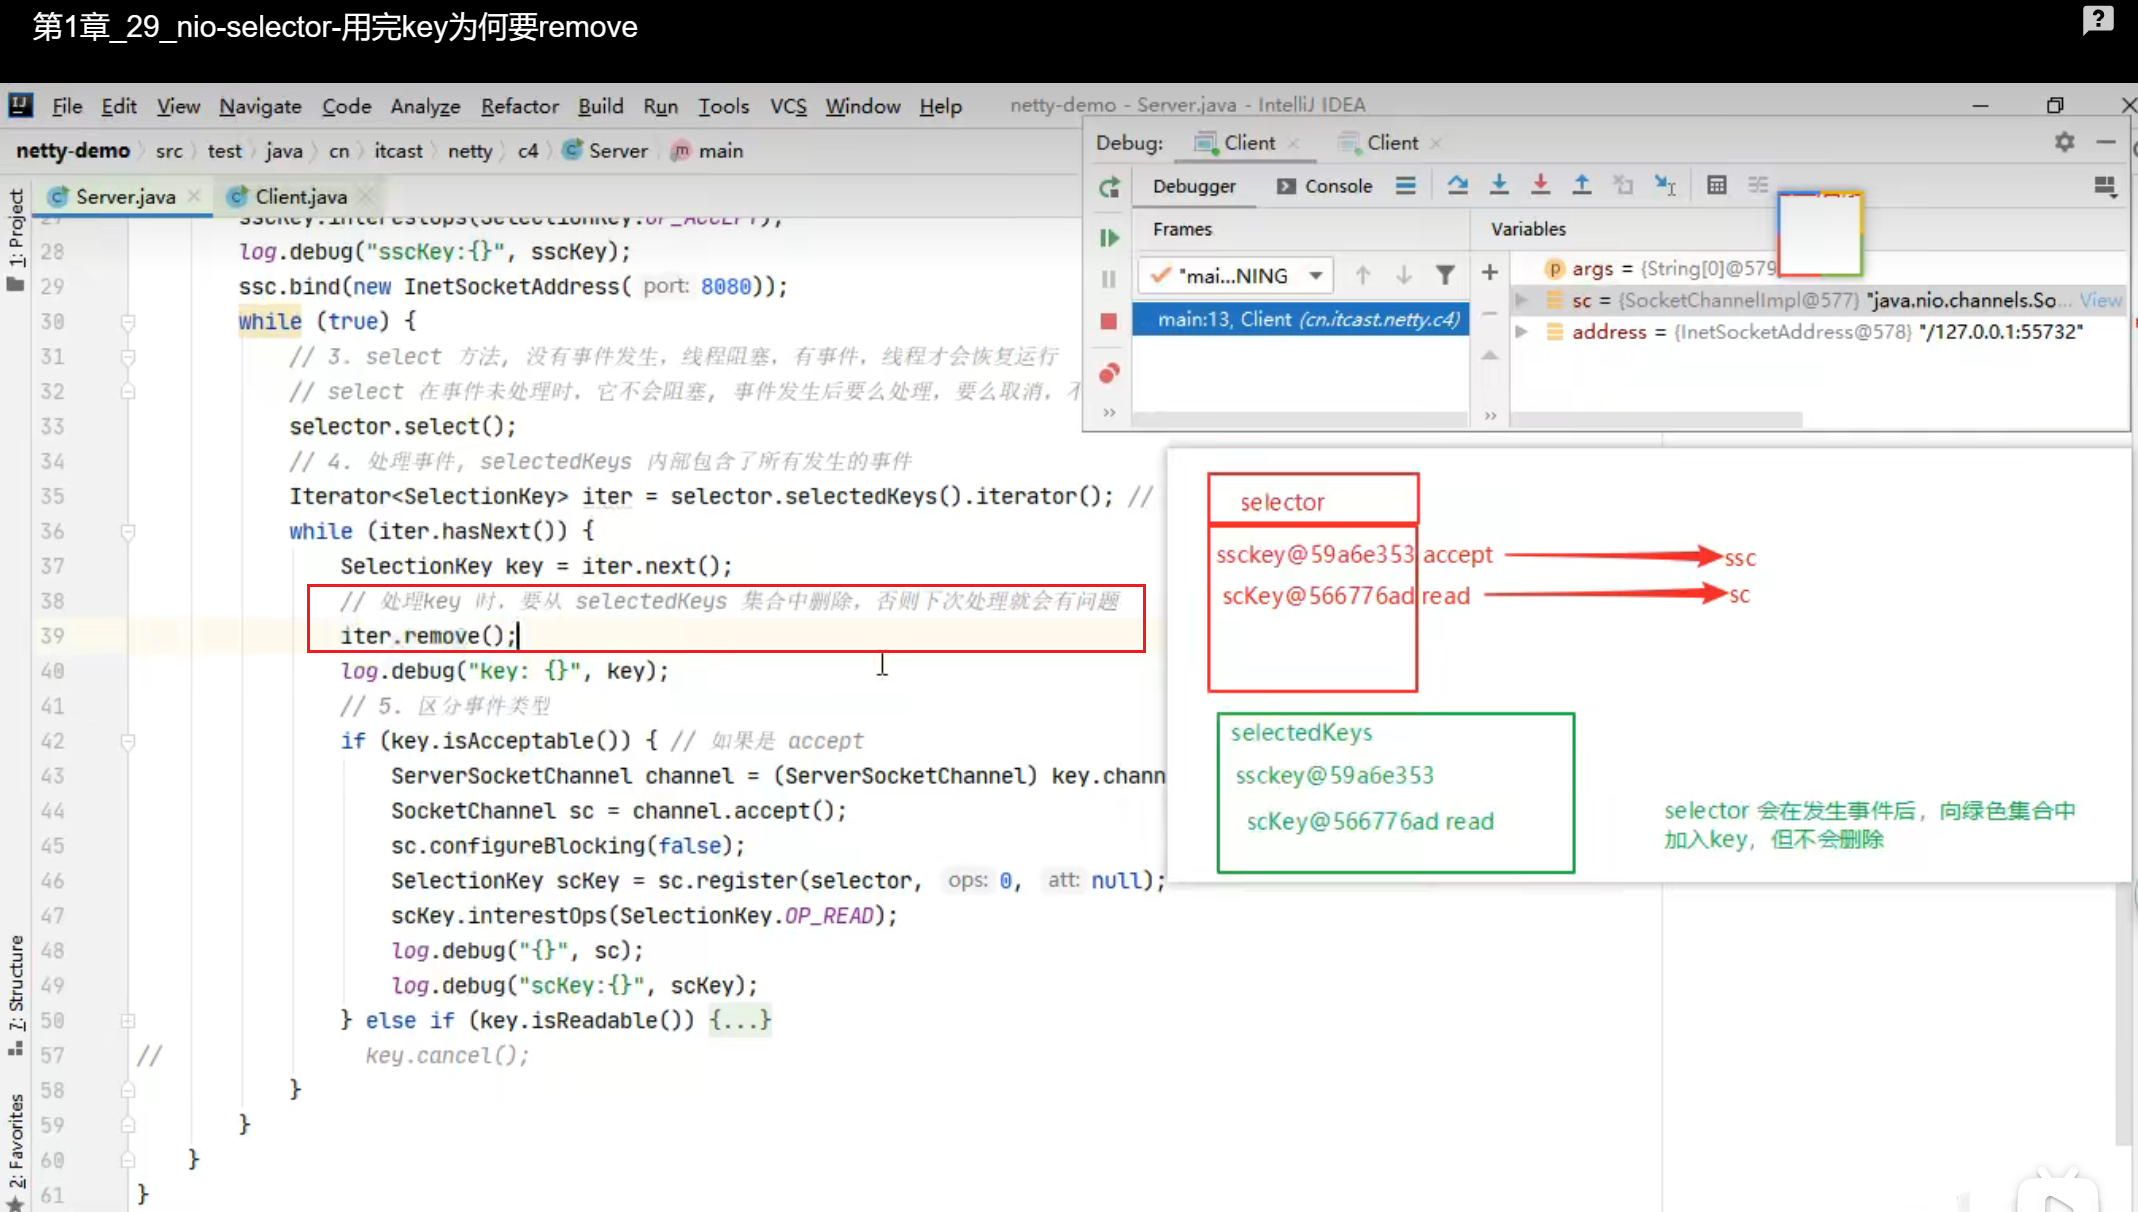 第1章_29_nio-selector-用完key为何要remove
File Edit View Navigate Code Analyze Refactor Build Run Tools VCS Window Help netty-demo - Server.java - IntelliJ IDEA
netty-demo src test java cn itcast netty c4 Server main
Server.java Client.java
1: Project
7: Structure
2: Favorites
27 sscKey.interestOps(SelectionKey.OP_ACCEPT);
28 log.debug("sscKey:{}", sscKey);
29 ssc.bind(new InetSocketAddress( port: 8080));
30 while (true) {
31 // 3. select 方法, 没有事件发生，线程阻塞，有事件，线程才会恢复运行
32 // select 在事件未处理时，它不会阻塞, 事件发生后要么处理，要么取消，不
33 selector.select();
34 // 4. 处理事件, selectedKeys 内部包含了所有发生的事件
35 Iterator<SelectionKey> iter = selector.selectedKeys().iterator(); //
36 while (iter.hasNext()) {
37 SelectionKey key = iter.next();
38 // 处理key 时，要从 selectedKeys 集合中删除，否则下次处理就会有问题
39 iter.remove();
40 log.debug("key: {}", key);
41 // 5. 区分事件类型
42 if (key.isAcceptable()) { // 如果是 accept
43 ServerSocketChannel channel = (ServerSocketChannel) key.chann
44 SocketChannel sc = channel.accept();
45 sc.configureBlocking(false);
46 SelectionKey scKey = sc.register(selector, ops: 0, att: null);
47 scKey.interestOps(SelectionKey.OP_READ);
48 log.debug("{}", sc);
49 log.debug("scKey:{}", scKey);
50 } else if (key.isReadable()) {...}
57 // key.cancel();
58 }
59 }
60 }
61 }
Debug: Client Client
Debugger Console
Frames Variables
"mai...NING
main:13, Client (cn.itcast.netty.c4)
args = {String[0]@579
sc = {SocketChannelImpl@577} "java.nio.channels.So... View
address = {InetSocketAddress@578} "/127.0.0.1:55732"
selector
ssckey@59a6e353 accept ssc
scKey@566776ad read sc
selectedKeys
ssckey@59a6e353
scKey@566776ad read
selector 会在发生事件后，向绿色集合中
加入key，但不会删除